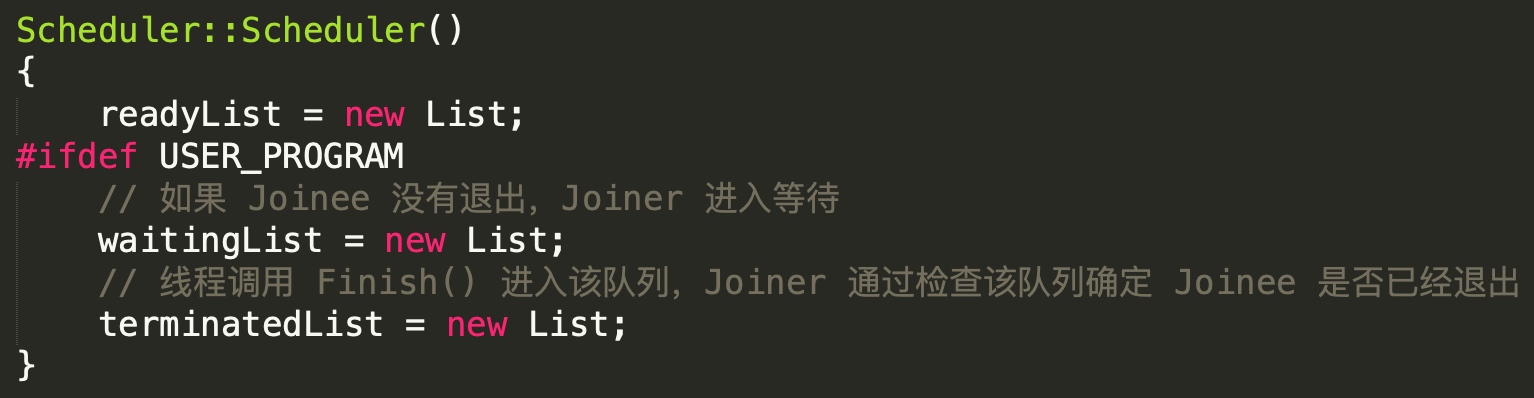 Scheduler::Scheduler()
{
    readyList = new List;
#ifdef USER_PROGRAM
    // 如果 Joinee 没有退出，Joiner 进入等待
    waitingList = new List;
    // 线程调用 Finish() 进入该队列，Joiner 通过检查该队列确定 Joinee 是否已经退出
    terminatedList = new List;
}